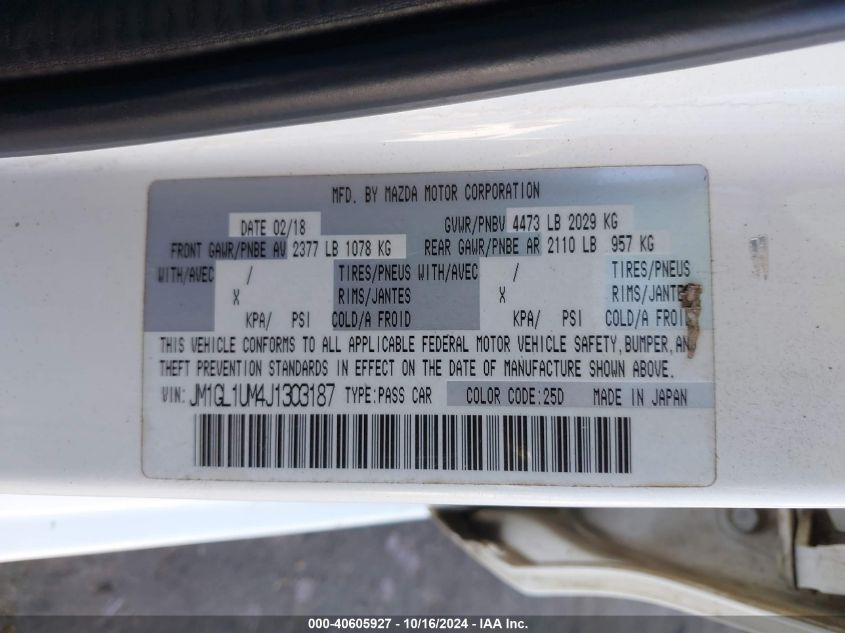 MFD. BY MAZDA MOTOR CORPORATION
DATE 02/18 GVWR/PNBV 4473 LB 2029 KG
FRONT GAWR/PNBE AV 2377 LB 1078 KG REAR GAWR/PNBE AR 2110 LB 957 KG
WITH/AVEC / TIRES/PNEUS WITH/AVEC / TIRES/PNEUS
X RIMS/JANTES X RIMS/JANTES
KPA/ PSI COLD/A FROID KPA/ PSI COLD/A FROID
THIS VEHICLE CONFORMS TO ALL APPLICABLE FEDERAL MOTOR VEHICLE SAFETY, BUMPER, AND
THEFT PREVENTION STANDARDS IN EFFECT ON THE DATE OF MANUFACTURE SHOWN ABOVE.
VIN: JM1GL1UM4J1303187 TYPE:PASS CAR COLOR CODE:25D MADE IN JAPAN
000-40605927 - 10/16/2024 - IAA Inc.